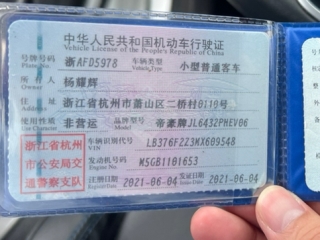 中华人民共和国机动车行驶证
Vehicle License of the People's Republic of China
号牌号码 浙AFD5978 车辆类型 小型普通客车
Plate No. Vehicle Type
所有人 杨耀辉
Owner
住址 浙江省杭州市萧山区二桥村0110号
Address
使用性质 非营运 品牌型号 帝豪牌JL6432PHEV06
Use Character Model
浙江省杭州
市公安局交
通警察支队
车辆识别代号 LB376F2Z3MX609548
VIN
发动机号码 M5GB1101653
Engine No.
注册日期 2021-06-04 发证日期 2021-06-04
Register Date Issue Date